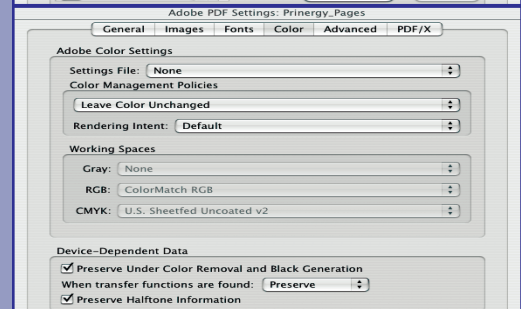 Adobe PDF Settings: Prinergy_Pages
General Images Fonts Color Advanced PDF/X
Adobe Color Settings
Settings File: None
Color Management Policies
Leave Color Unchanged
Rendering Intent: Default
Working Spaces
Gray: None
RGB: ColorMatch RGB
CMYK: U.S. Sheetfed Uncoated v2
Device-Dependent Data
Preserve Under Color Removal and Black Generation
When transfer functions are found: Preserve
Preserve Halftone Information